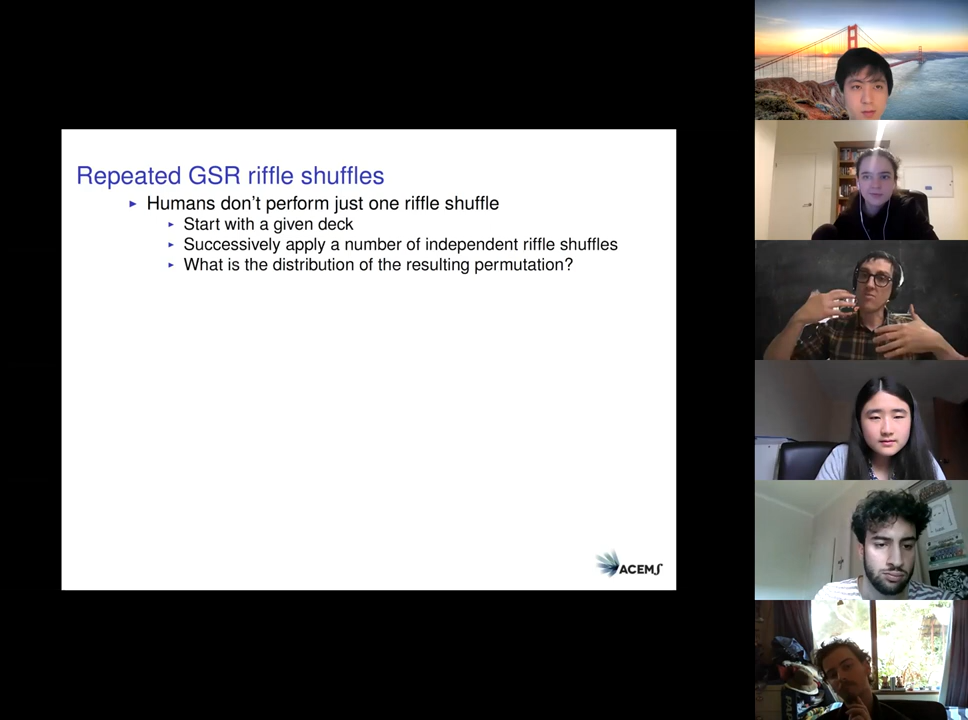 Repeated GSR riffle shuffles
Humans don't perform just one riffle shuffle
Start with a given deck
Successively apply a number of independent riffle shuffles
What is the distribution of the resulting permutation?
ACEMS